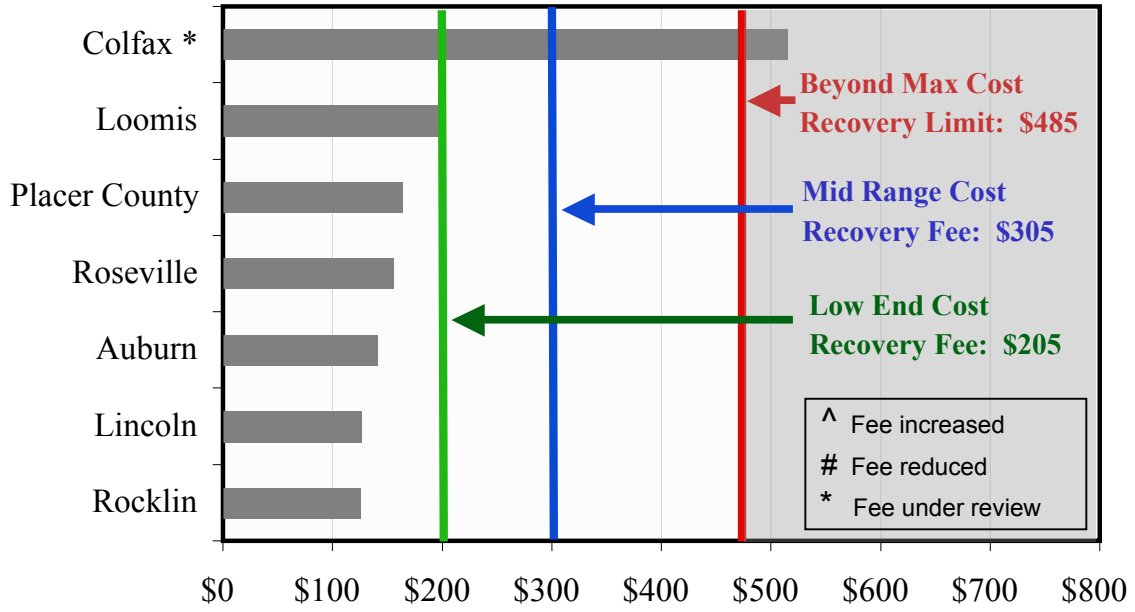 Colfax *
Loomis
Placer County
Roseville
Auburn
Lincoln
Rocklin
Beyond Max Cost
Recovery Limit: $485
Mid Range Cost
Recovery Fee: $305
Low End Cost
Recovery Fee: $205
^ Fee increased
# Fee reduced
* Fee under review
$0 $100 $200 $300 $400 $500 $600 $700 $800